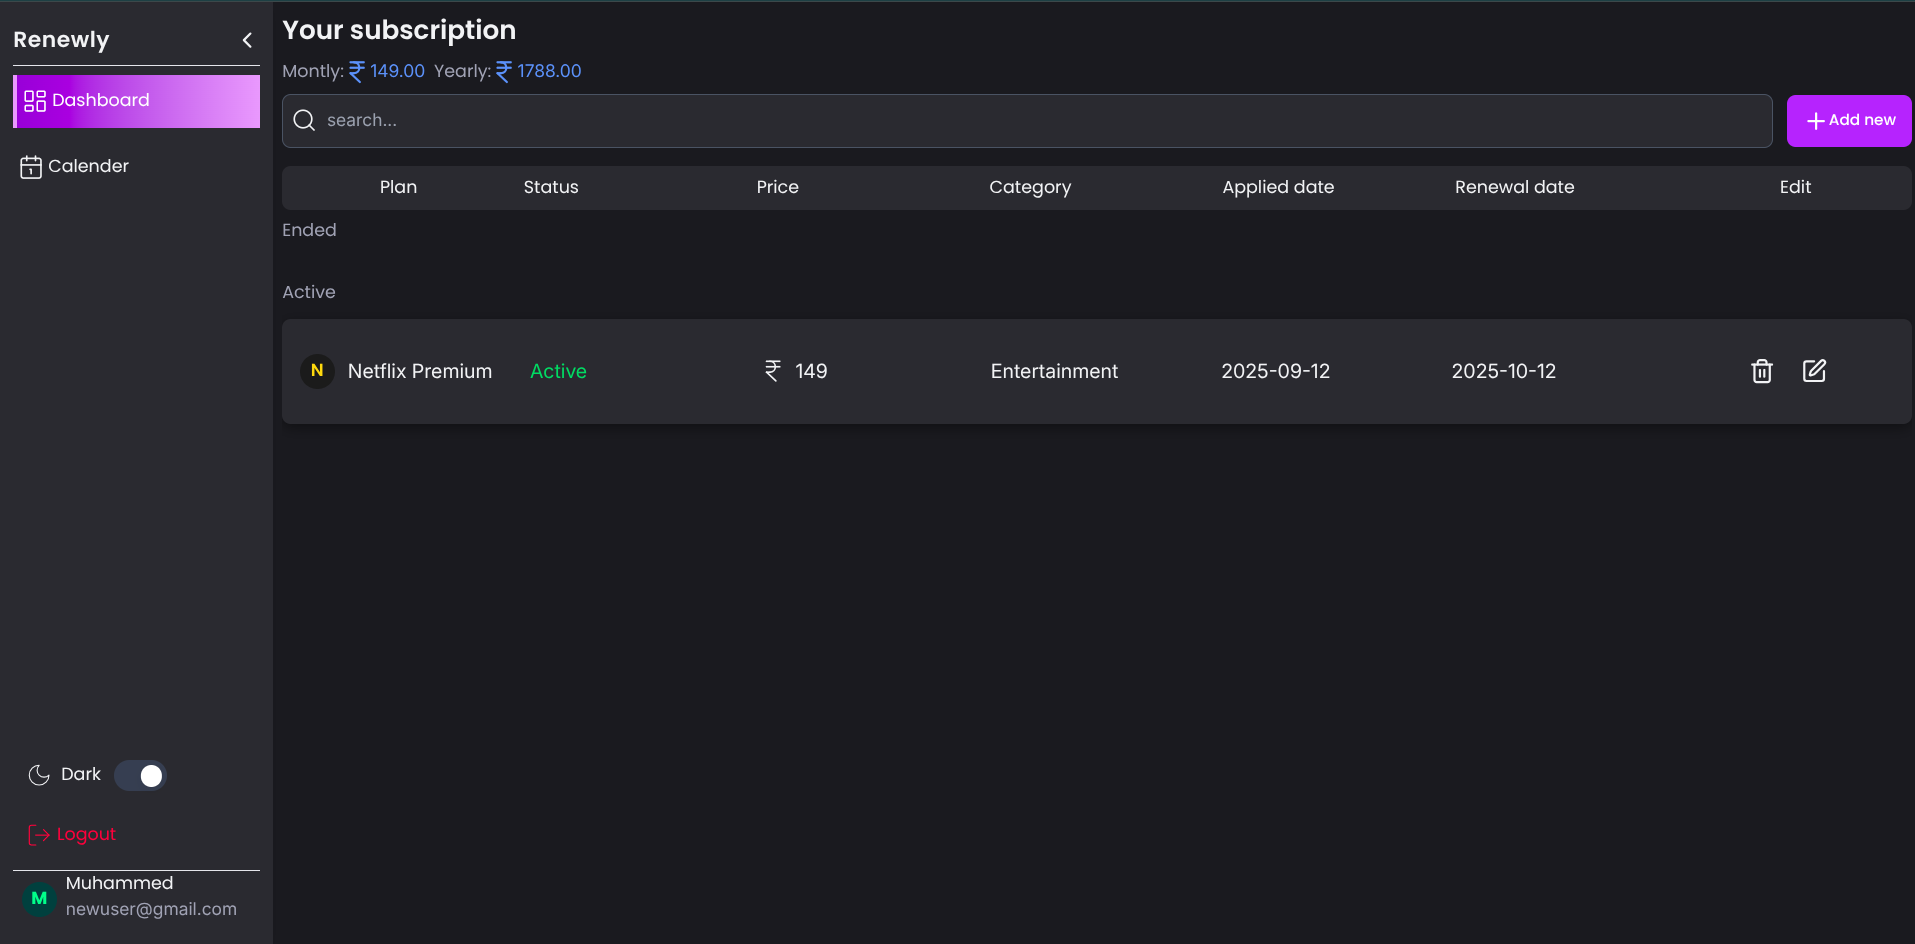 Renewly
Dashboard
Calender
Dark
Logout
M
Muhammed
newuser@gmail.com
Your subscription
Montly: ₹ 149.00 Yearly: ₹ 1788.00
search...
Add new
Plan Status Price Category Applied date Renewal date Edit
Ended
Active
N Netflix Premium Active ₹ 149 Entertainment 2025-09-12 2025-10-12